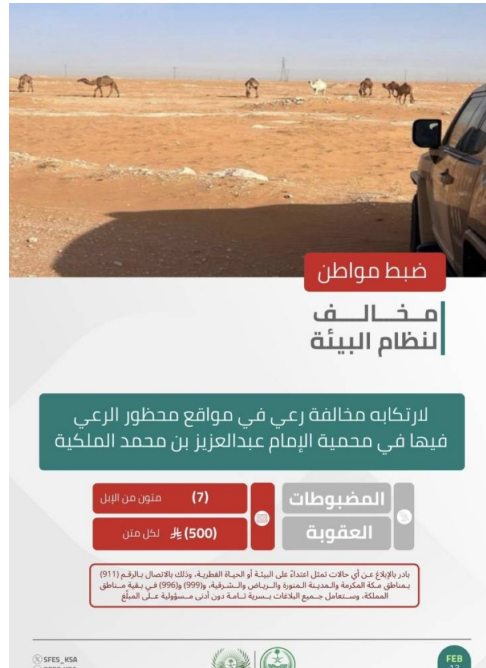 ضبط مواطن
مخالف
لنظام البيئة
لارتكابه مخالفة رعي في مواقع محظور الرعي
فيها في محمية الإمام عبدالعزيز بن محمد الملكية
المضبوطات (7) متون من الإبل
العقوبة (500) لكل متن
بادر بالإبلاغ عن أي حالات تمثل اعتداءً على البيئة أو الحياة الفطرية، وذلك بالاتصال بالرقم (911)
بمناطق مكة المكرمة والمدينة المنورة والرياض والشرقية، و(999) و(996) في بقية مناطق
المملكة، وستعامل جميع البلاغات بسرية تامة دون أدنى مسؤولية على المبلّغ
SFES_KSA
FEB